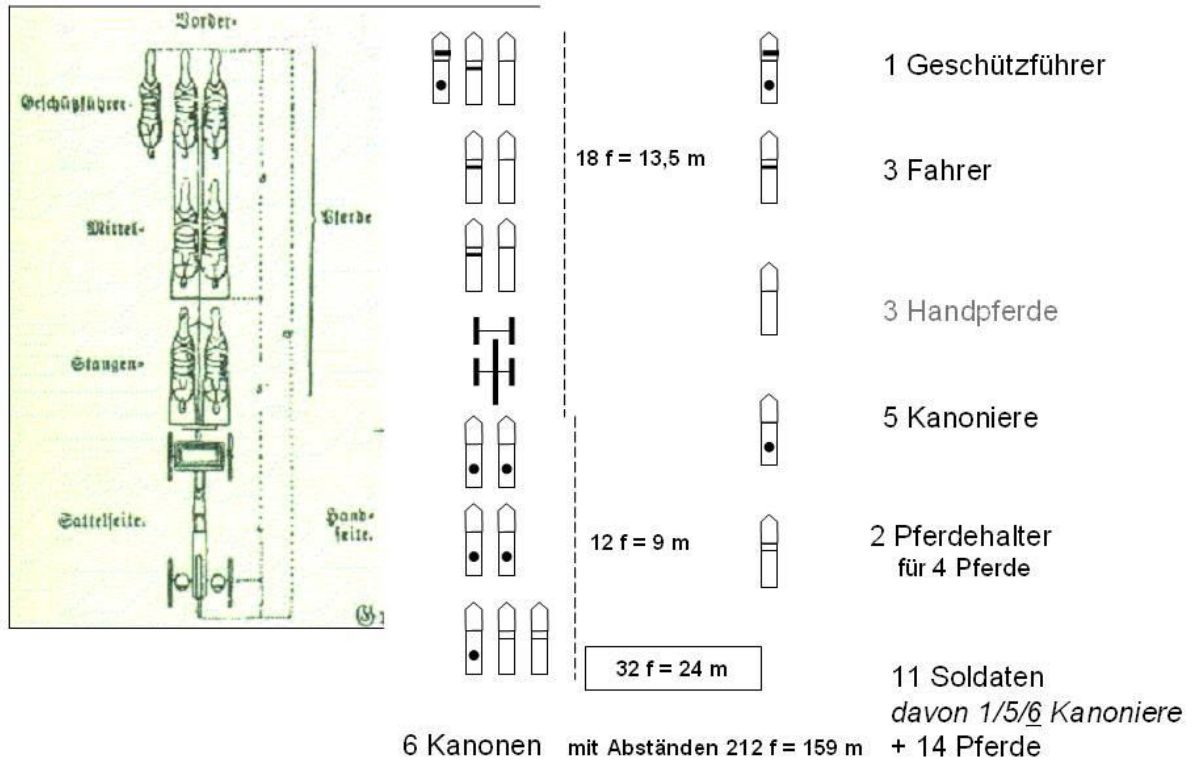 Vorder-
Geschützführer-
Mittel-
Pferde
Stangen-
Sattelseite.
Hand-
seite.
18 f = 13,5 m
12 f = 9 m
32 f = 24 m
1 Geschützführer
3 Fahrer
3 Handpferde
5 Kanoniere
2 Pferdehalter
für 4 Pferde
11 Soldaten
davon 1/5/6 Kanoniere
+ 14 Pferde
6 Kanonen mit Abständen 212 f = 159 m